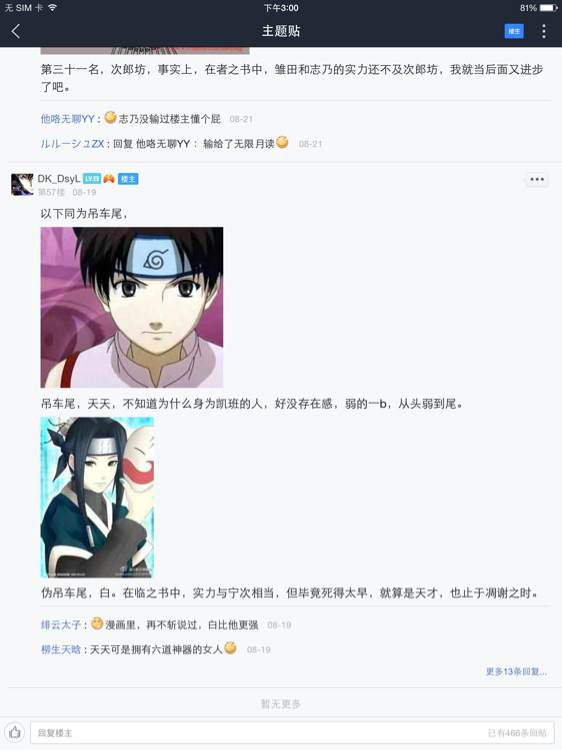 无 SIM 卡
下午3:00
81%
主题贴
楼主
第三十一名，次郎坊，事实上，在者之书中，雏田和志乃的实力还不及次郎坊，我就当后面又进步
了吧。
他咯无聊YY : 志乃没输过楼主懂个屁 08-21
ルルーシュZX : 回复 他咯无聊YY ： 输给了无限月读 08-21
DK_DsyL 楼主
第57楼 08-19
以下同为吊车尾，
吊车尾，天天，不知道为什么身为凯班的人，好没存在感，弱的一b，从头弱到尾。
伪吊车尾，白。在临之书中，实力与宁次相当，但毕竟死得太早，就算是天才，也止于凋谢之时。
绯云太子 : 漫画里，再不斩说过，白比他更强 08-19
柳生天晗 : 天天可是拥有六道神器的女人 08-19
更多13条回复...
暂无更多
回复楼主
已有466条回贴